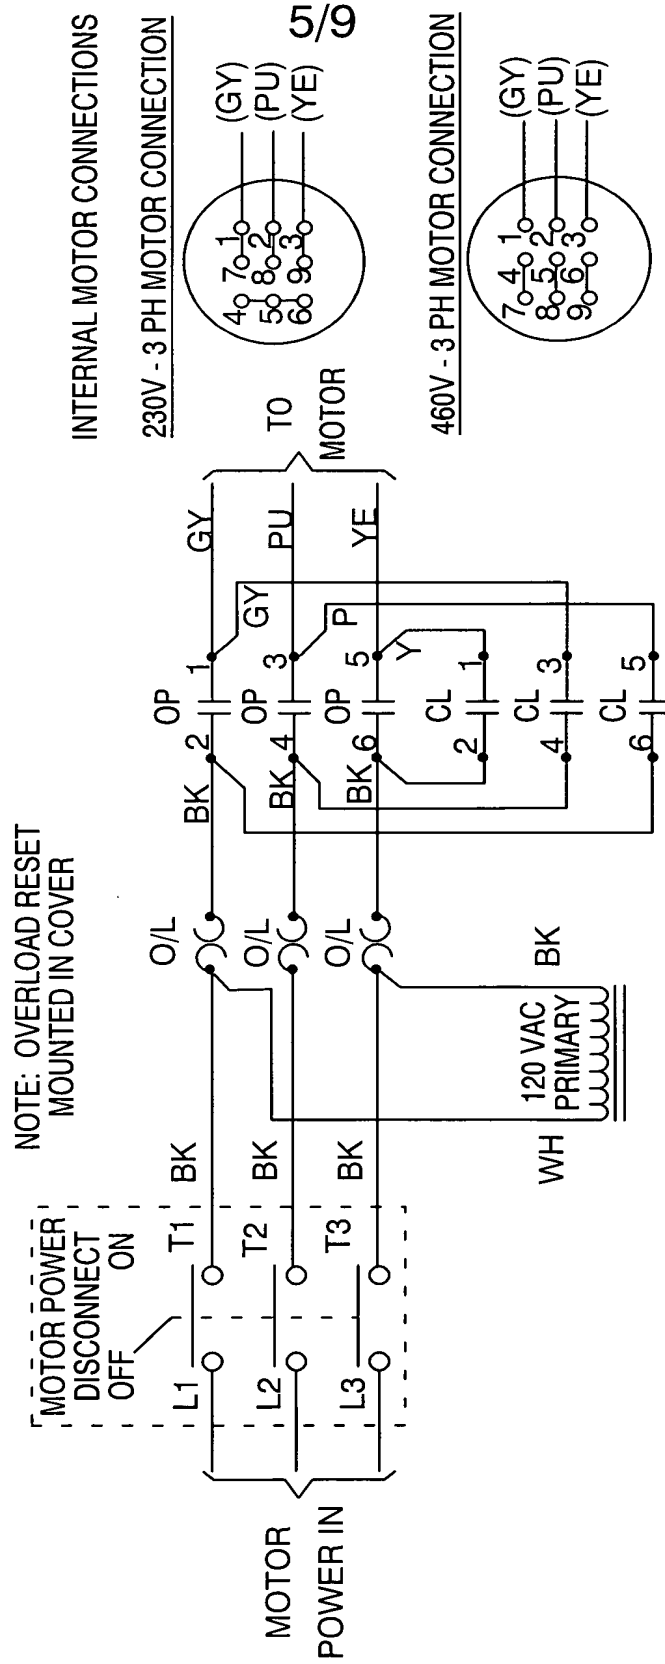 5/9
NOTE: OVERLOAD RESET
MOUNTED IN COVER
MOTOR POWER
DISCONNECT
OFF ON
MOTOR
POWER IN
L1 T1 BK O/L BK 2 OP 1 GY
L2 T2 BK O/L BK 4 OP 3 PU
L3 T3 BK O/L BK 6 OP 5 YE
GY
P
Y
2 CL 1
4 CL 3
6 CL 5
TO
MOTOR
WH
120 VAC
PRIMARY
BK
INTERNAL MOTOR CONNECTIONS
230V - 3 PH MOTOR CONNECTION
4 7 1 (GY)
5 8 2 (PU)
6 9 3 (YE)
460V - 3 PH MOTOR CONNECTION
7 4 1 (GY)
8 5 2 (PU)
9 6 3 (YE)